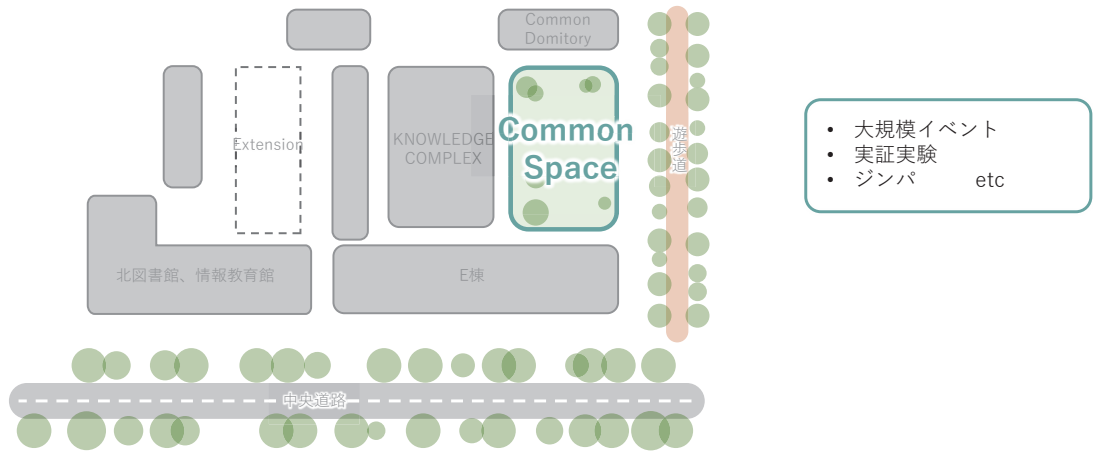 Common
Domitory
Extension
KNOWLEDGE
COMPLEX
Common
Space
遊歩道
北図書館、情報教育館
E棟
中央道路
• 大規模イベント
• 実証実験
• ジンパ etc